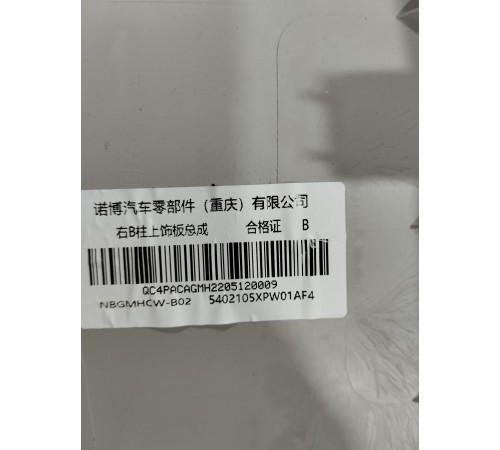 诺博汽车零部件（重庆）有限公司
右B柱上饰板总成 合格证 B
QC4PACAGMH2205120009
NBGMHCW-B02 5402105XPW01AF4